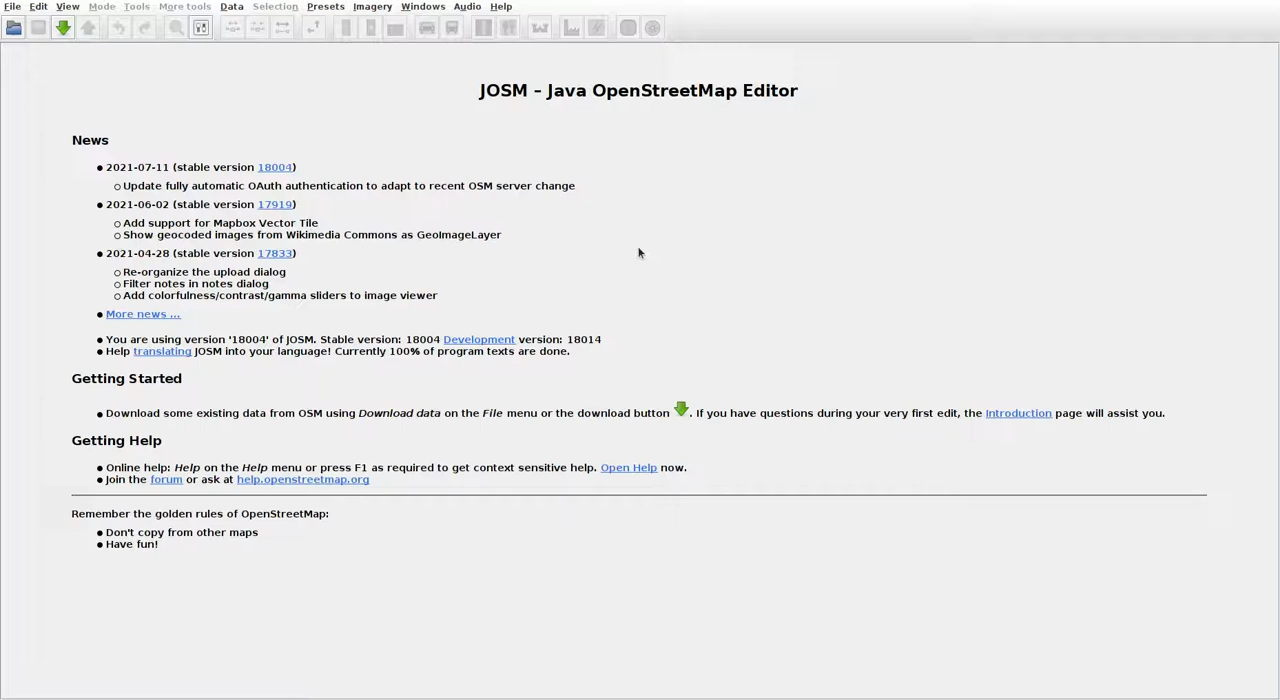 File Edit View Mode Tools More tools Data Selection Presets Imagery Windows Audio Help
JOSM – Java OpenStreetMap Editor
News
2021-07-11 (stable version 18004)
Update fully automatic OAuth authentication to adapt to recent OSM server change
2021-06-02 (stable version 17919)
Add support for Mapbox Vector Tile
Show geocoded images from Wikimedia Commons as GeoImageLayer
2021-04-28 (stable version 17833)
Re-organize the upload dialog
Filter notes in notes dialog
Add colorfulness/contrast/gamma sliders to image viewer
More news ...
You are using version '18004' of JOSM. Stable version: 18004 Development version: 18014
Help translating JOSM into your language! Currently 100% of program texts are done.
Getting Started
Download some existing data from OSM using Download data on the File menu or the download button . If you have questions during your very first edit, the Introduction page will assist you.
Getting Help
Online help: Help on the Help menu or press F1 as required to get context sensitive help. Open Help now.
Join the forum or ask at help.openstreetmap.org
Remember the golden rules of OpenStreetMap:
Don't copy from other maps
Have fun!